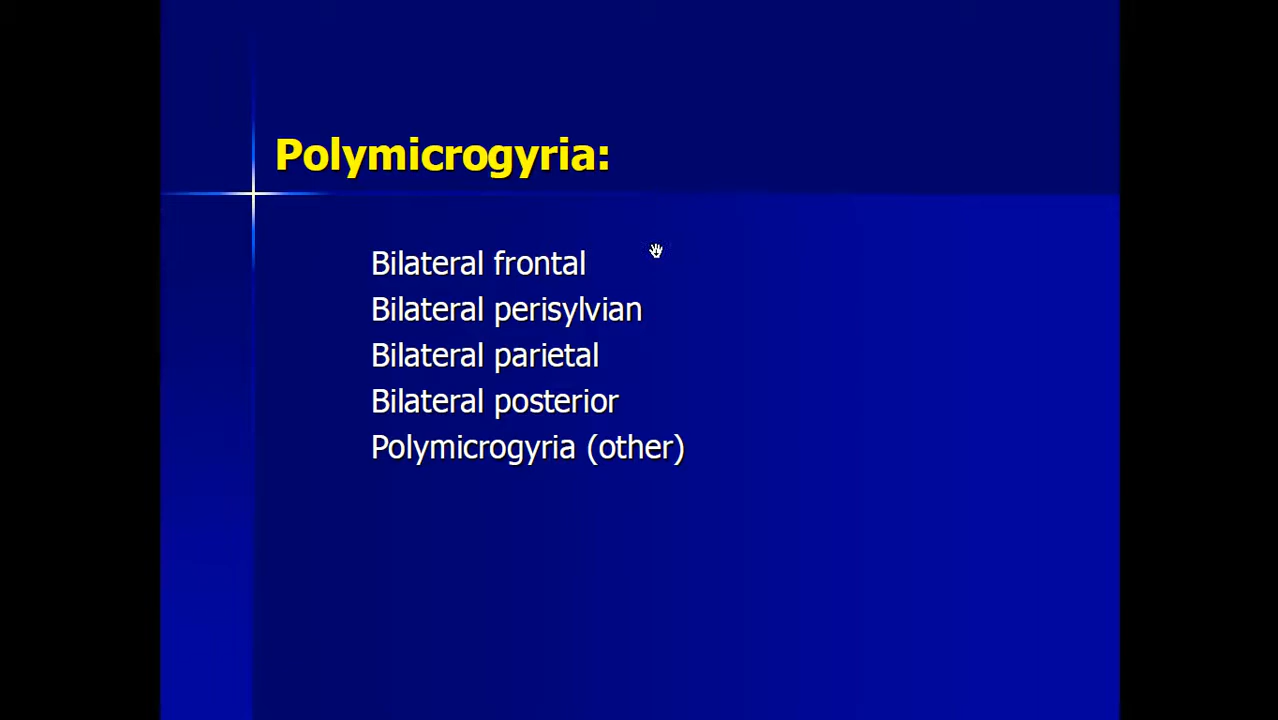 Polymicrogyria:
Bilateral frontal
Bilateral perisylvian
Bilateral parietal
Bilateral posterior
Polymicrogyria (other)